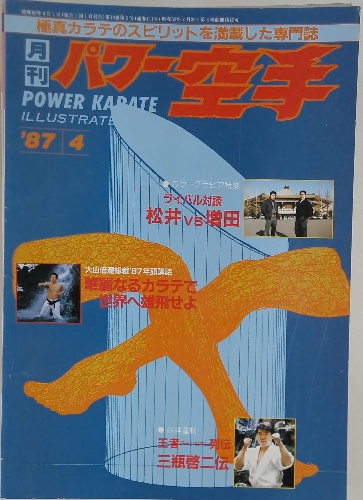 極真カラテのスピリットを満載した専門誌
月刊
パワー空手
POWER KARATE
ILLUSTRATE
'87 4
ライバル対談
松井vs増田
大山倍達総裁'87年頭講話
華麗なるカラテで
世界へ雄飛せよ
王者
列伝
三瓶啓二伝